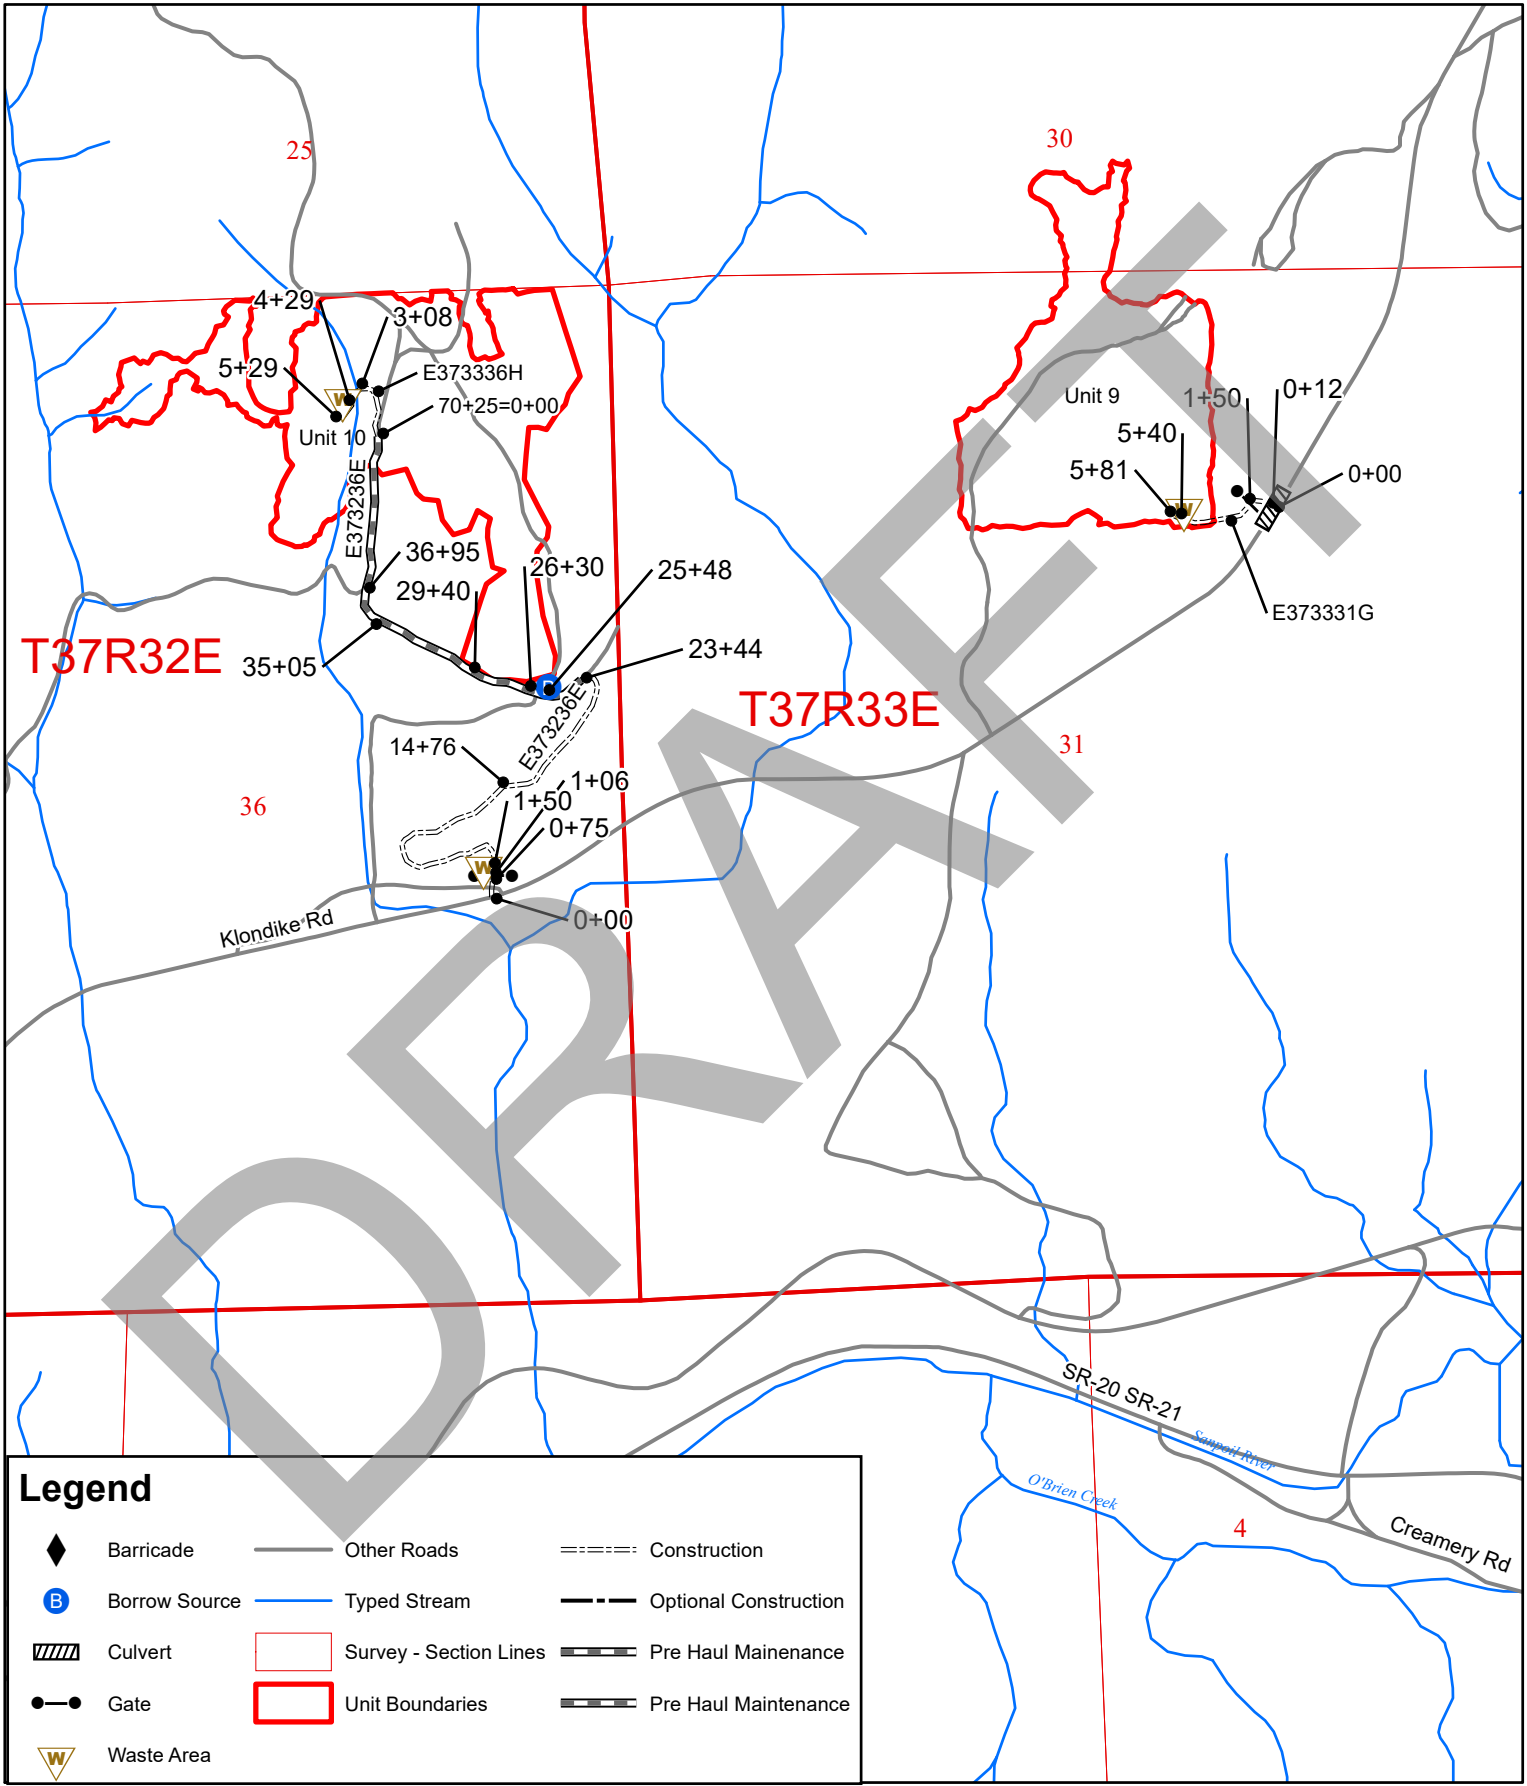 25
30
4+29
3+08
5+29
E373336H
70+25=0+00
Unit 10
E373236E
Unit 9
1+50
0+12
5+40
5+81
0+00
E373331G
36+95
29+40
26+30
25+48
T37R32E
35+05
23+44
T37R33E
E373236E
31
14+76
36
1+06
1+50
0+75
W
W
W
0+00
Klondike Rd
DRAFT
SR-20 SR-21
Sanpoil River
O'Brien Creek
4
Creamery Rd
Legend
Barricade
Other Roads
Construction
B
Borrow Source
Typed Stream
Optional Construction
Culvert
Survey - Section Lines
Pre Haul Mainenance
Gate
Unit Boundaries
Pre Haul Maintenance
W
Waste Area